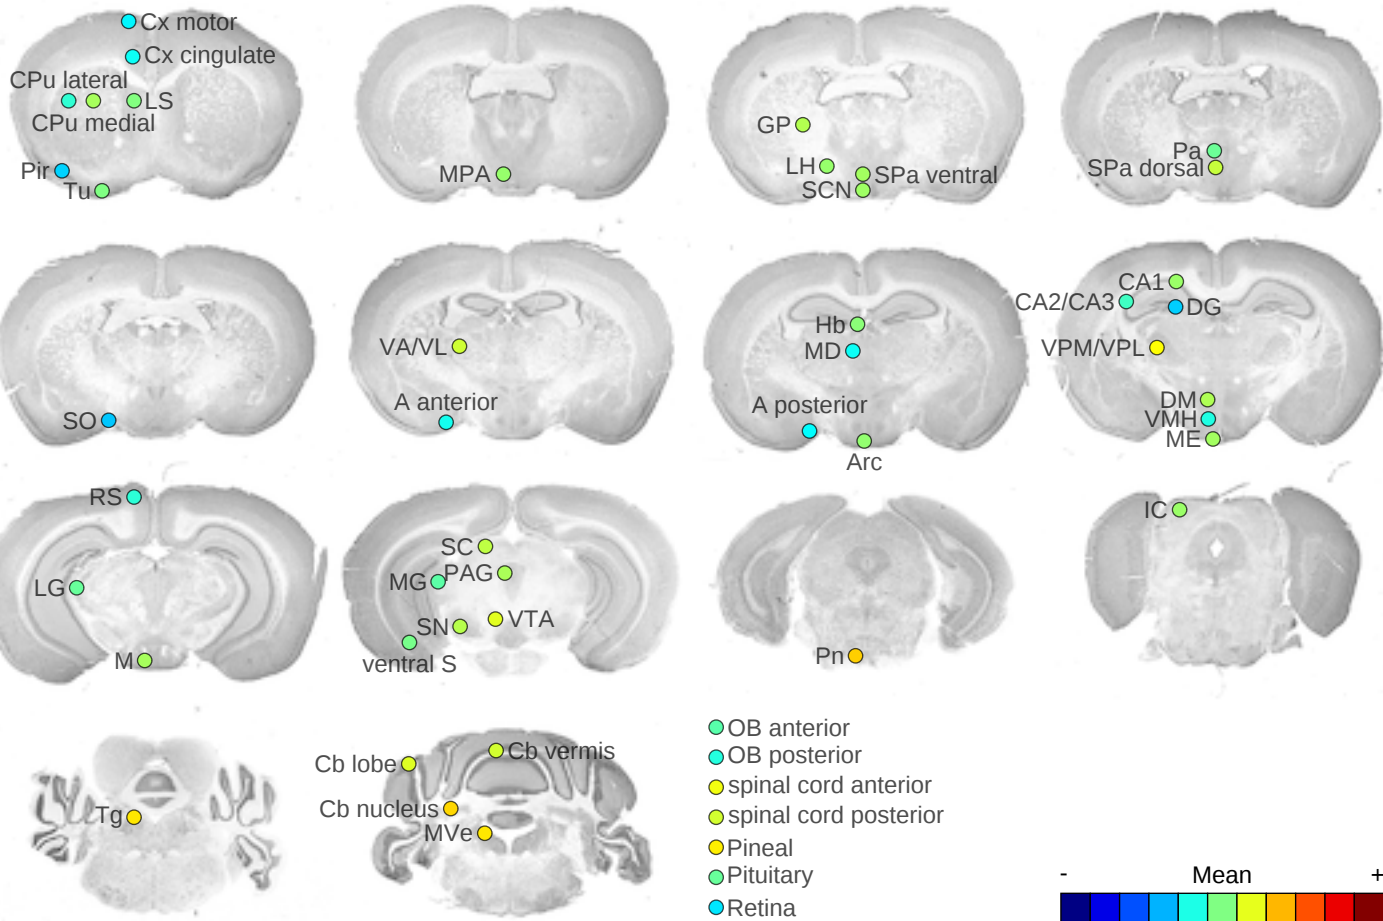 Cx motor
Cx cingulate
CPu lateral
LS
CPu medial
Pir
Tu
MPA
GP
LH
SPa ventral
SCN
Pa
SPa dorsal
SO
VA/VL
A anterior
Hb
MD
A posterior
Arc
CA1
CA2/CA3
DG
VPM/VPL
DM
VMH
ME
RS
LG
M
SC
MG
PAG
SN
VTA
ventral S
Pn
IC
Tg
Cb lobe
Cb vermis
Cb nucleus
MVe
OB anterior
OB posterior
spinal cord anterior
spinal cord posterior
Pineal
Pituitary
Retina
- Mean +